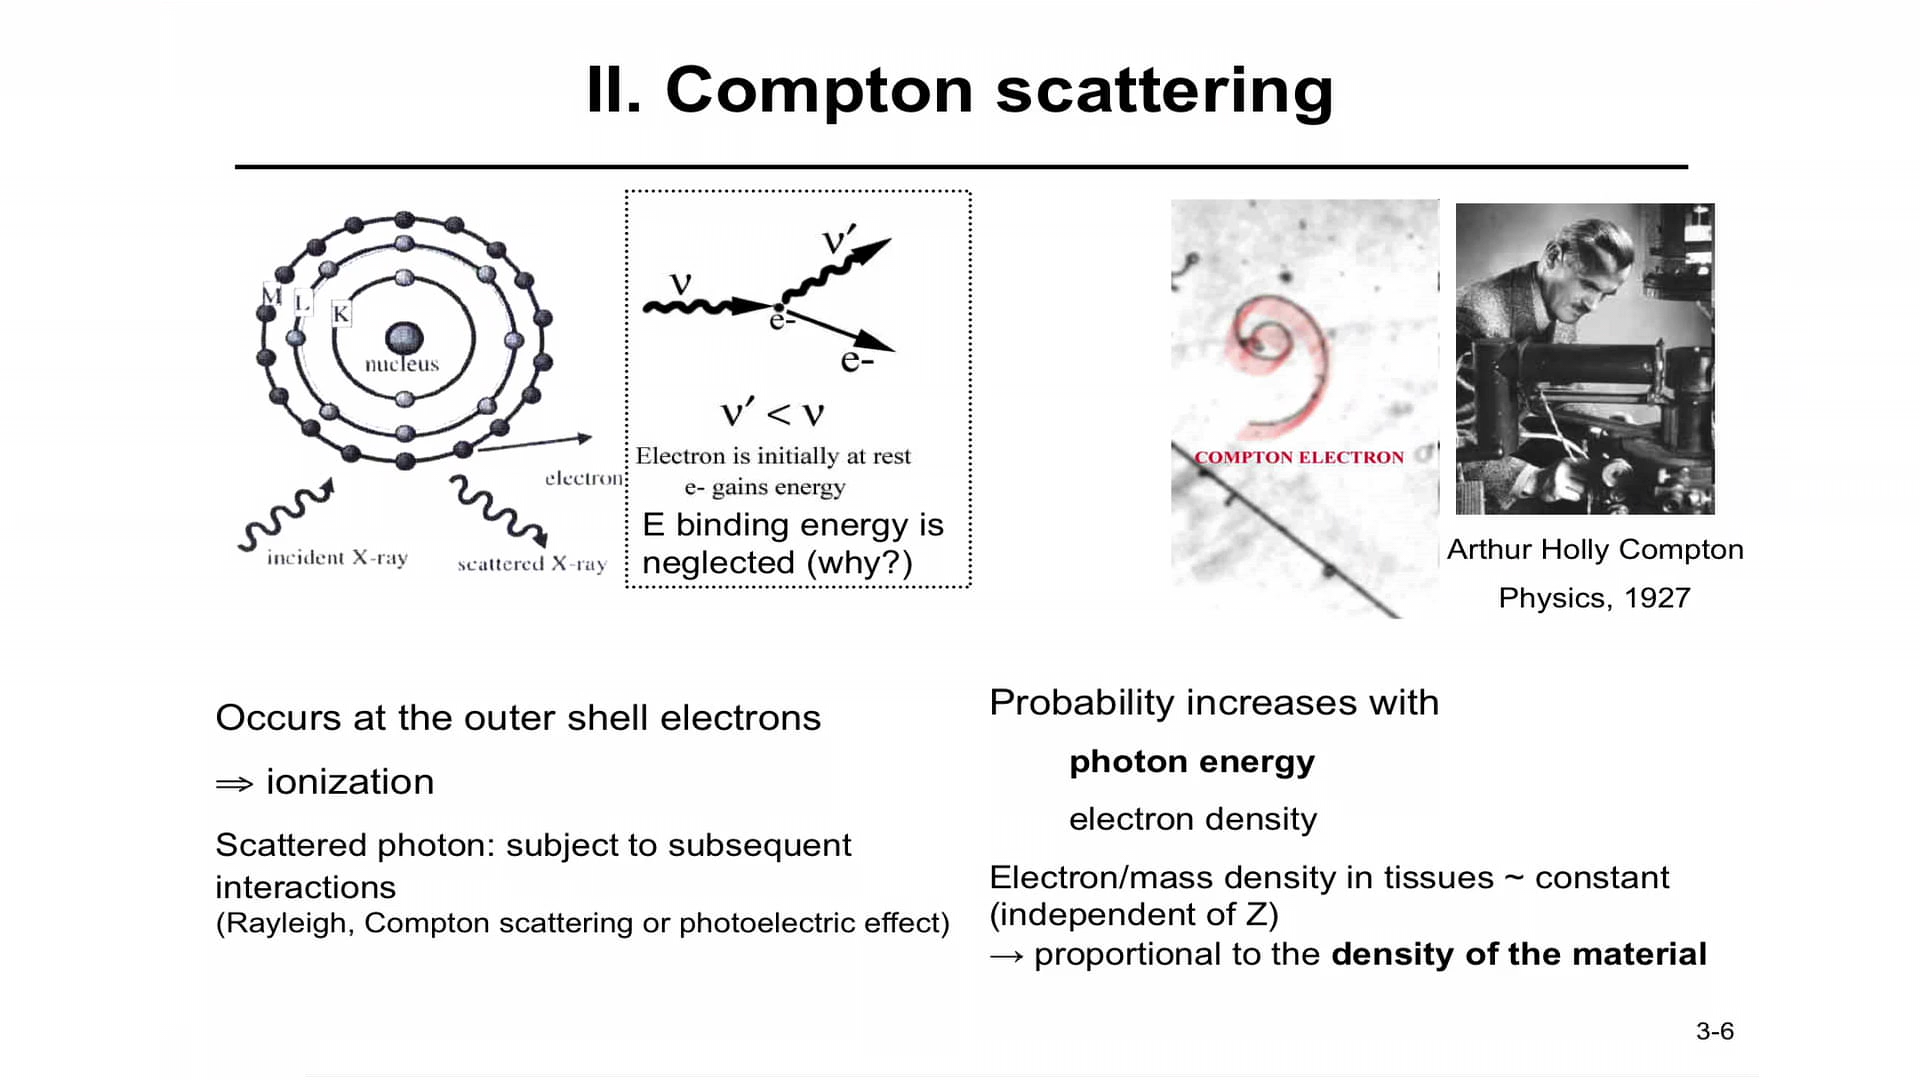 II. Compton scattering
M
L
K
nucleus
electron
incident X-ray
scattered X-ray
ν
ν′
e-
e-
ν′ < ν
Electron is initially at rest
e- gains energy
E binding energy is
neglected (why?)
COMPTON ELECTRON
Arthur Holly Compton
Physics, 1927
Occurs at the outer shell electrons
⇒ ionization
Scattered photon: subject to subsequent
interactions
(Rayleigh, Compton scattering or photoelectric effect)
Probability increases with
photon energy
electron density
Electron/mass density in tissues ~ constant
(independent of Z)
→ proportional to the density of the material
3-6